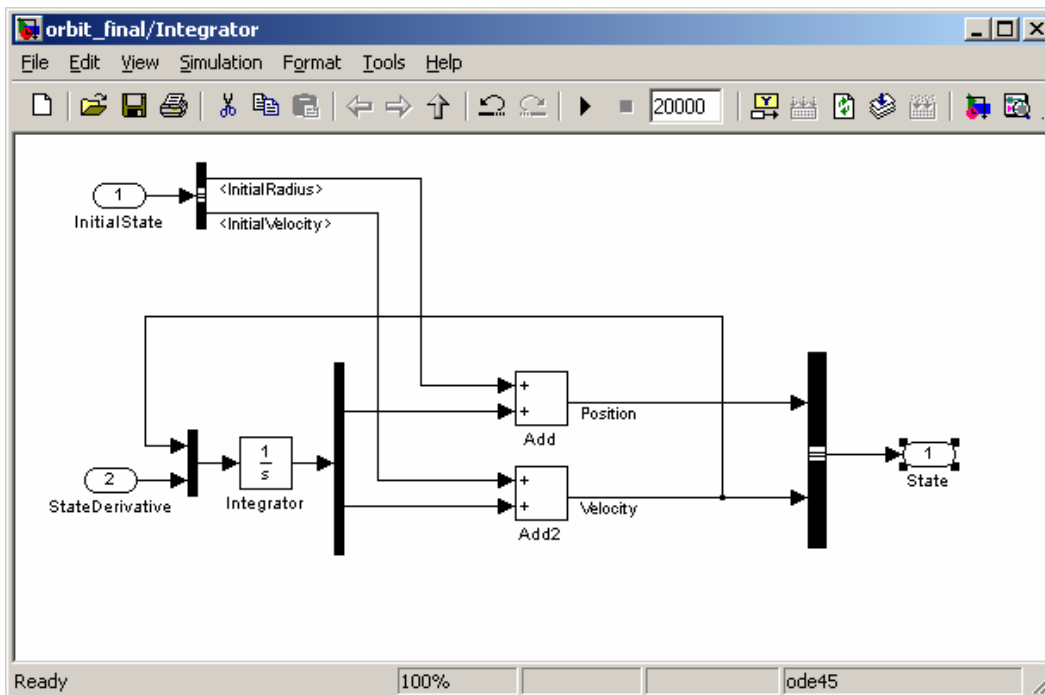 orbit_final/Integrator
File Edit View Simulation Format Tools Help
20000
1
InitialState
<InitialRadius>
<InitialVelocity>
2
StateDerivative
1
s
Integrator
+
+
Add
Position
+
+
Add2
Velocity
1
State
Ready 100% ode45